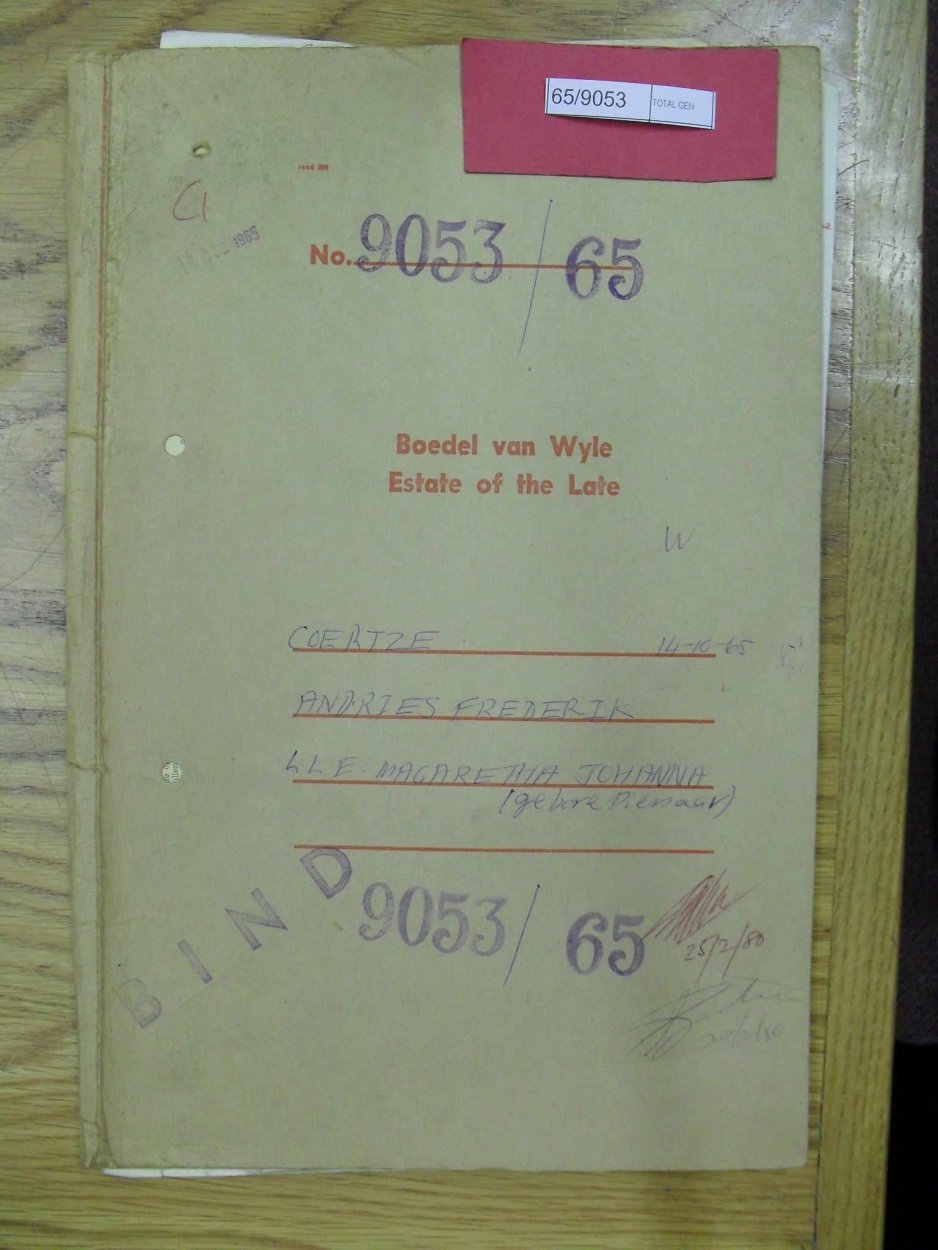 65/9053 TOTAL GEN
No. 9053/65
1965
Boedel van Wyle
Estate of the Late
W
COERTZE 14-10-65
ANDRIES FREDERIK
L L E. MAGARETHA JOHANNA
(gebore Pienaar)
BIND
9053/65
25/2/80